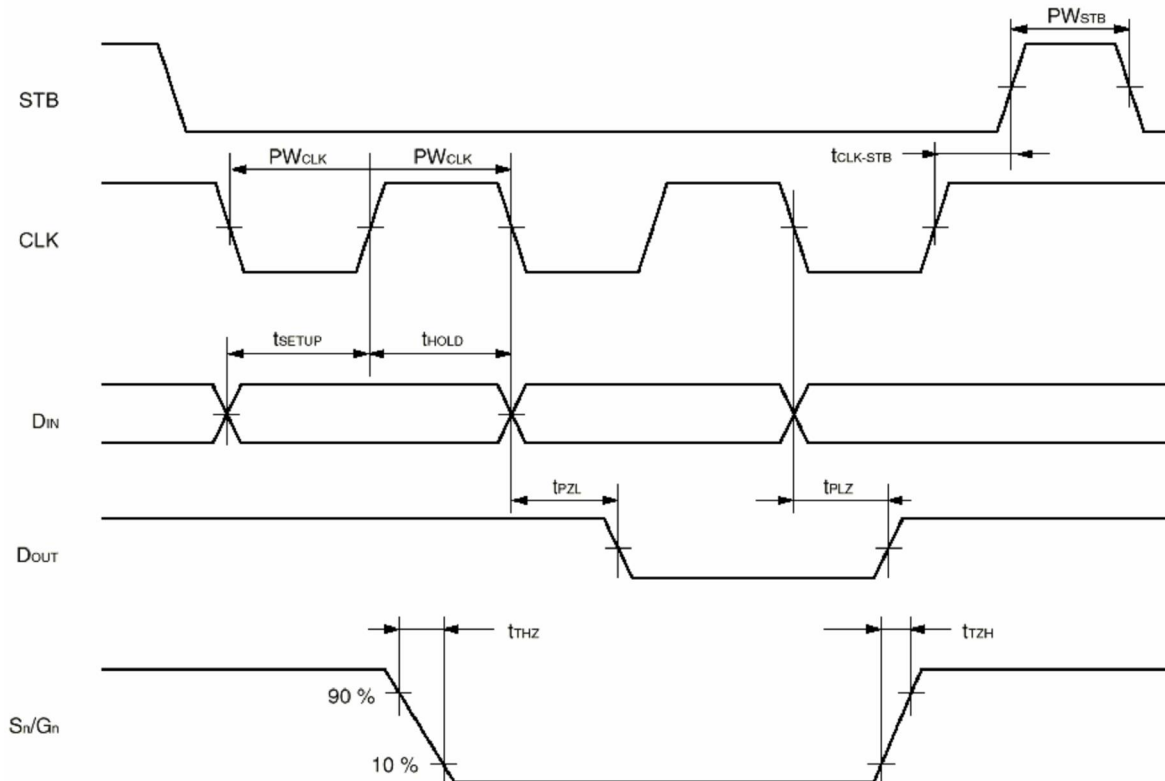 PWSTB
STB
PWCLK PWCLK tCLK-STB
CLK
tSETUP tHOLD
DIN
tPZL tPLZ
DOUT
tTHZ tTZH
90 %
Sn/Gn
10 %